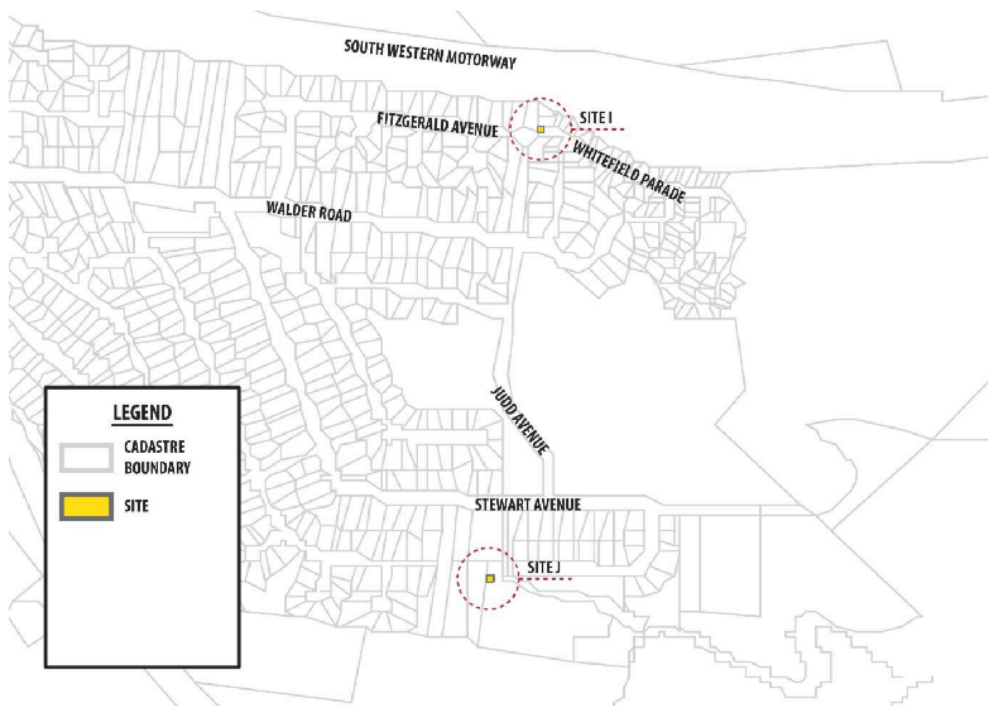 SOUTH WESTERN MOTORWAY
SITE I
FITZGERALD AVENUE
WHITEFIELD PARADE
WALDER ROAD
JUDD AVENUE
LEGEND
CADASTRE
BOUNDARY
SITE
STEWART AVENUE
SITE J